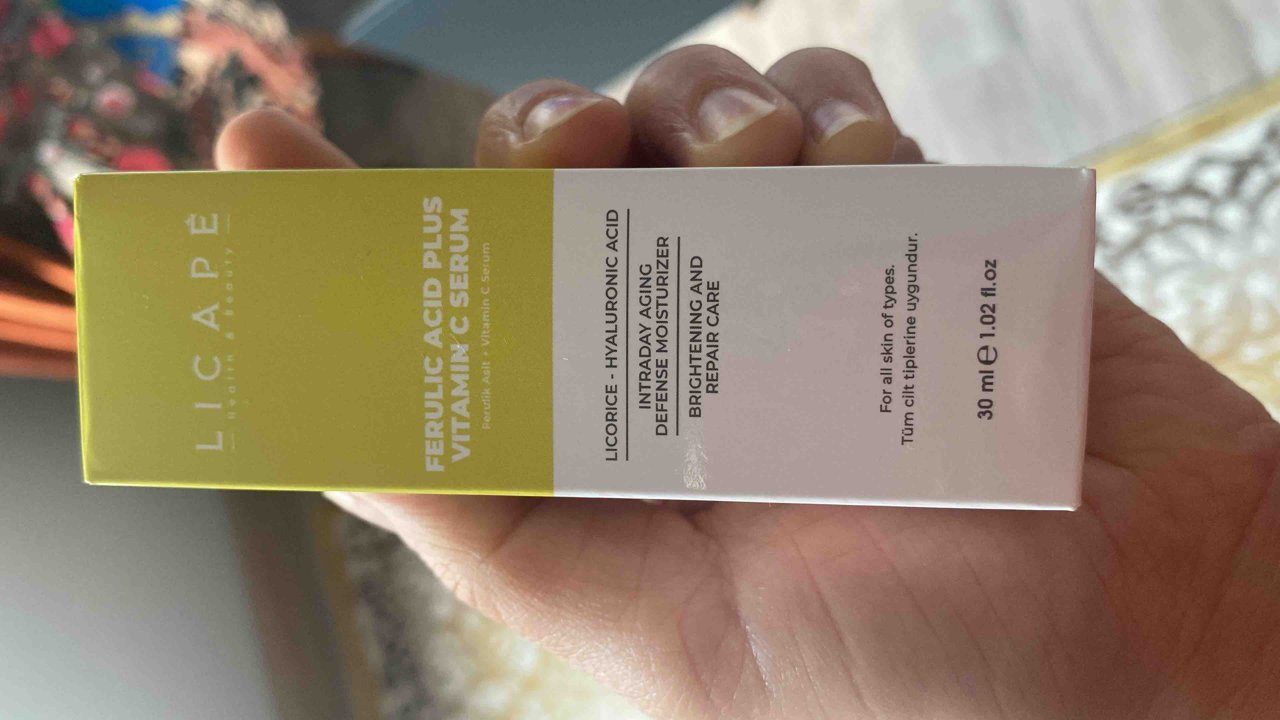 LICAPÉ
Health & Beauty
FERULIC ACID PLUS
VITAMIN C SERUM
Ferulik Asit + Vitamin C Serum
LICORICE - HYALURONIC ACID
INTRADAY AGING
DEFENSE MOISTURIZER
BRIGHTENING AND
REPAIR CARE
For all skin of types.
Tüm cilt tiplerine uygundur.
30 ml ℮ 1.02 fl.oz